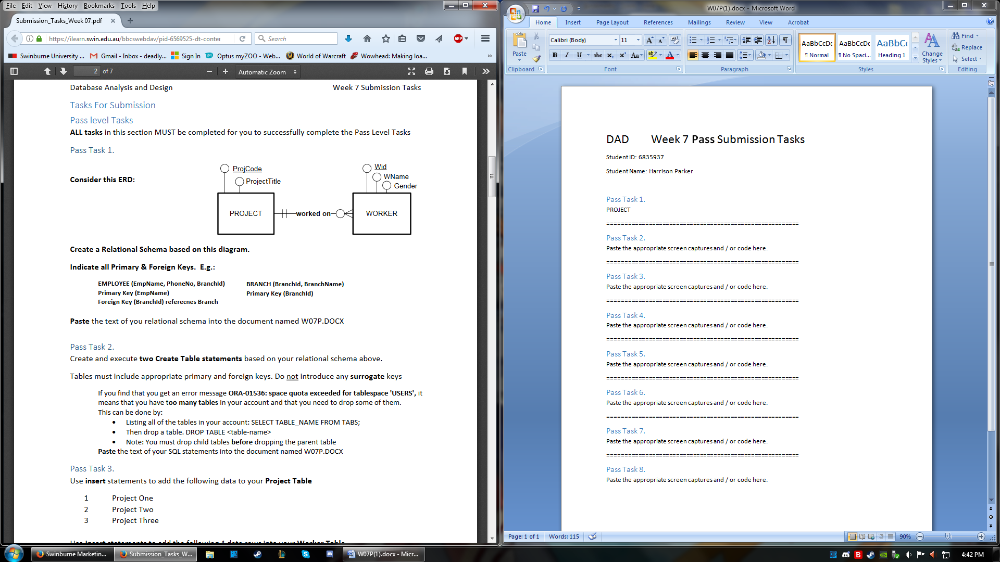 File Edit View History Bookmarks Tools Help
Submission_Tasks_Week 07.pdf
https://ilearn.swin.edu.au/bbcswebdav/pid-6569525-dt-conter
Search
ABP
Swinburne University ... Gmail - Inbox - deadly... Sign In Optus myZOO - Web... World of Warcraft Wowhead: Making loa... »
2 of 7 Automatic Zoom
Database Analysis and Design Week 7 Submission Tasks
Tasks For Submission
Pass level Tasks
ALL tasks in this section MUST be completed for you to successfully complete the Pass Level Tasks
Pass Task 1.
Consider this ERD:
ProjCode
ProjectTitle
Wid
WName
Gender
PROJECT worked on WORKER
Create a Relational Schema based on this diagram.
Indicate all Primary & Foreign Keys. E.g.:
EMPLOYEE (EmpName, PhoneNo, BranchId)
Primary Key (EmpName)
Foreign Key (BranchId) referecnes Branch
BRANCH (BranchId, BranchName)
Primary Key (BranchId)
Paste the text of you relational schema into the document named W07P.DOCX
Pass Task 2.
Create and execute two Create Table statements based on your relational schema above.
Tables must include appropriate primary and foreign keys. Do not introduce any surrogate keys
If you find that you get an error message ORA-01536: space quota exceeded for tablespace 'USERS', it
means that you have too many tables in your account and that you need to drop some of them.
This can be done by:
• Listing all of the tables in your account: SELECT TABLE_NAME FROM TABS;
• Then drop a table. DROP TABLE <table-name>
• Note: You must drop child tables before dropping the parent table
Paste the text of your SQL statements into the document named W07P.DOCX
Pass Task 3.
Use insert statements to add the following data to your Project Table
1 Project One
2 Project Two
3 Project Three
Use insert statements to add the following 4 data rows into your Worker Table
W07P(1).docx - Microsoft Word
Home Insert Page Layout References Mailings Review View Acrobat
Paste
Clipboard
Calibri (Body) 11
B I U abc x₂ x² Aa ab A
Font
Paragraph
AaBbCcDc AaBbCcDc AaBbCc
¶ Normal ¶ No Spaci... Heading 1
Change Styles
Styles
Find
Replace
Select
Editing
DAD Week 7 Pass Submission Tasks
Student ID: 6835937
Student Name: Harrison Parker
Pass Task 1.
PROJECT
=====================================================
Pass Task 2.
Paste the appropriate screen captures and / or code here.
=====================================================
Pass Task 3.
Paste the appropriate screen captures and / or code here.
=====================================================
Pass Task 4.
Paste the appropriate screen captures and / or code here.
=====================================================
Pass Task 5.
Paste the appropriate screen captures and / or code here.
=====================================================
Pass Task 6.
Paste the appropriate screen captures and / or code here.
=====================================================
Pass Task 7.
Paste the appropriate screen captures and / or code here.
=====================================================
Pass Task 8.
Paste the appropriate screen captures and / or code here.
Page: 1 of 1 Words: 115 90%
Swinburne Marketin... Submission_Tasks_W... W07P(1).docx - Micr... 4:42 PM